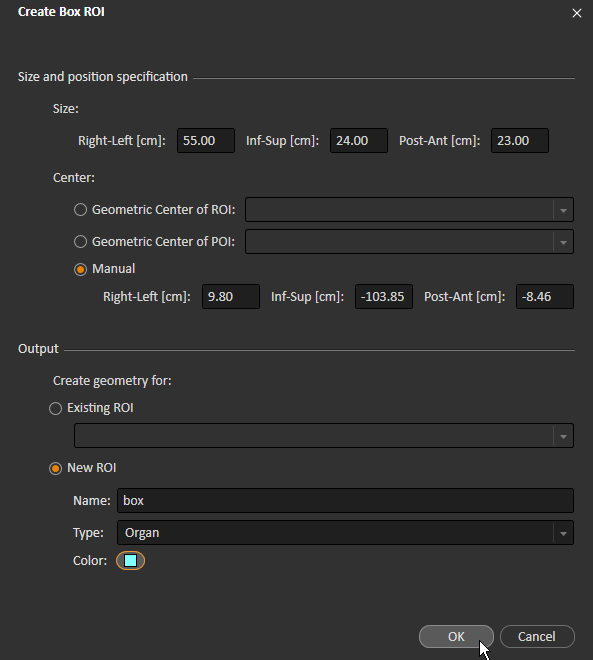 Create Box ROI
Size and position specification
Size:
Right-Left [cm]: 55.00 Inf-Sup [cm]: 24.00 Post-Ant [cm]: 23.00
Center:
Geometric Center of ROI:
Geometric Center of POI:
Manual
Right-Left [cm]: 9.80 Inf-Sup [cm]: -103.85 Post-Ant [cm]: -8.46
Output
Create geometry for:
Existing ROI
New ROI
Name: box
Type: Organ
Color:
OK Cancel